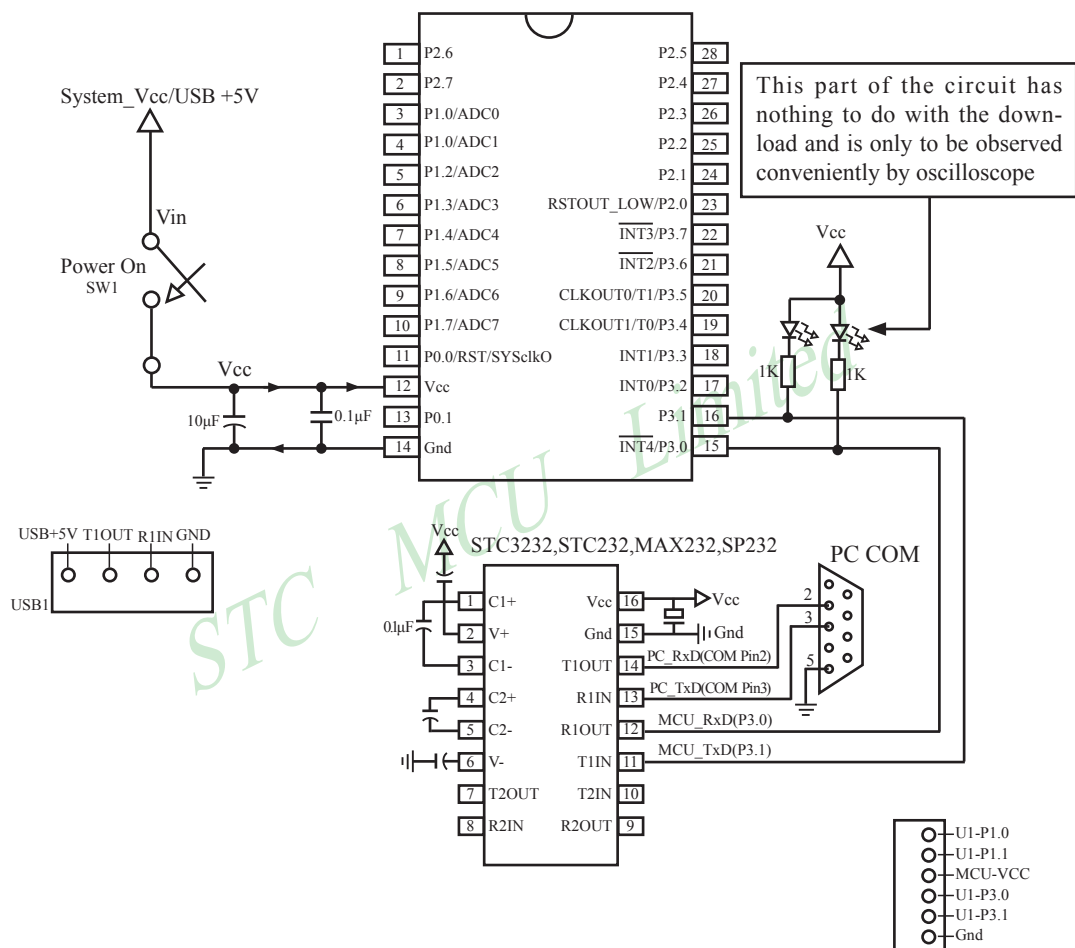 1 P2.6
2 P2.7
3 P1.0/ADC0
4 P1.0/ADC1
5 P1.2/ADC2
6 P1.3/ADC3
7 P1.4/ADC4
8 P1.5/ADC5
9 P1.6/ADC6
10 P1.7/ADC7
11 P0.0/RST/SYSclkO
12 Vcc
13 P0.1
14 Gnd
P2.5 28
P2.4 27
P2.3 26
P2.2 25
P2.1 24
RSTOUT_LOW/P2.0 23
INT3/P3.7 22
INT2/P3.6 21
CLKOUT0/T1/P3.5 20
CLKOUT1/T0/P3.4 19
INT1/P3.3 18
INT0/P3.2 17
P3.1 16
INT4/P3.0 15
System_Vcc/USB +5V
Vin
Power On
SW1
Vcc
10μF
0.1μF
This part of the circuit has
nothing to do with the down-
load and is only to be observed
conveniently by oscilloscope
Vcc
1K
1K
STC MCU Limited
USB+5V T1OUT R1IN GND
USB1
Vcc
STC3232,STC232,MAX232,SP232
0.1μF
1 C1+
2 V+
3 C1-
4 C2+
5 C2-
6 V-
7 T2OUT
8 R2IN
Vcc 16
Gnd 15
T1OUT 14
R1IN 13
R1OUT 12
T1IN 11
T2IN 10
R2OUT 9
Vcc
Gnd
PC_RxD(COM Pin2)
PC_TxD(COM Pin3)
MCU_RxD(P3.0)
MCU_TxD(P3.1)
PC COM
2
3
5
U1-P1.0
U1-P1.1
MCU-VCC
U1-P3.0
U1-P3.1
Gnd